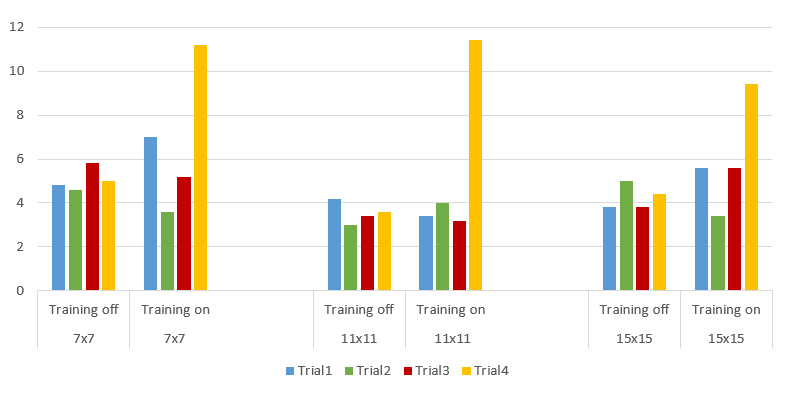 12
10
8
6
4
2
0
Training off Training on Training off Training on Training off Training on
7x7 7x7 11x11 11x11 15x15 15x15
Trial1 Trial2 Trial3 Trial4